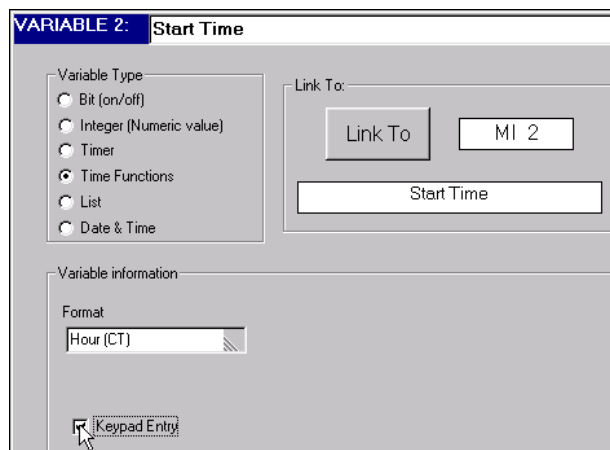 VARIABLE 2: Start Time
Variable Type
Bit (on/off)
Integer (Numeric value)
Timer
Time Functions
List
Date & Time
Link To:
Link To MI 2
Start Time
Variable information
Format
Hour (CT)
Keypad Entry